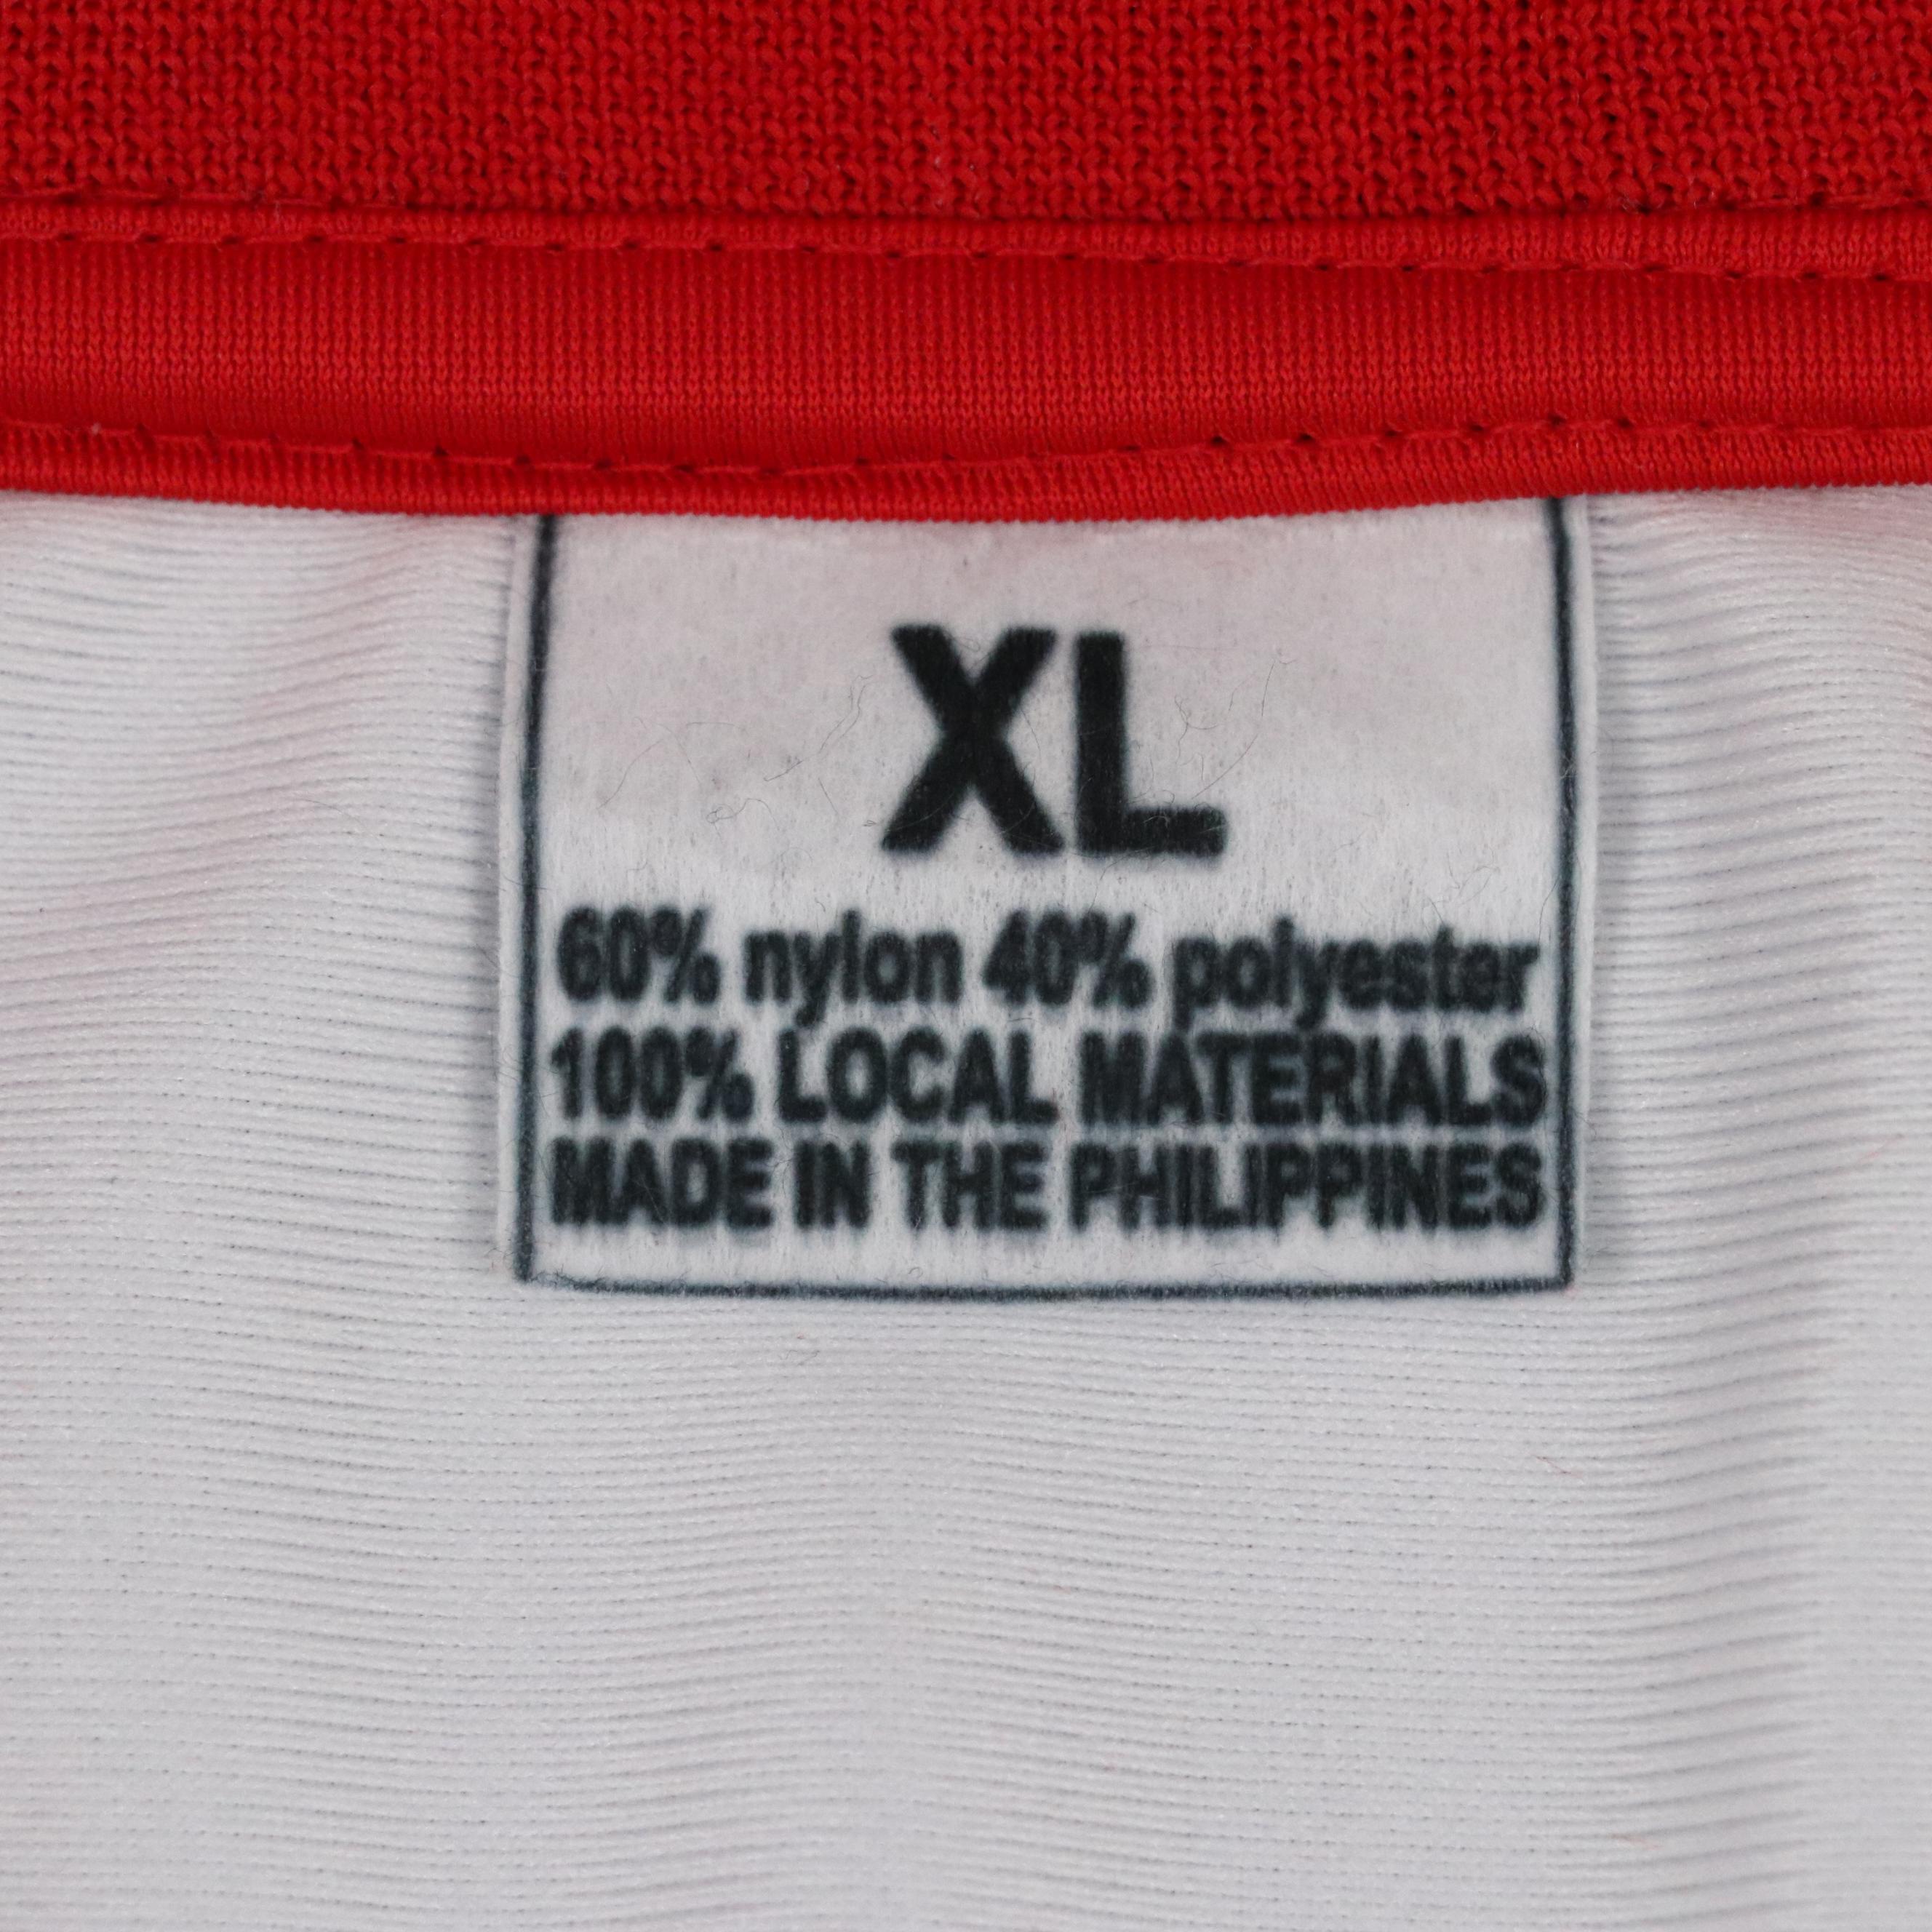 XL
60% nylon 40% polyester
100% LOCAL MATERIALS
MADE IN THE PHILIPPINES